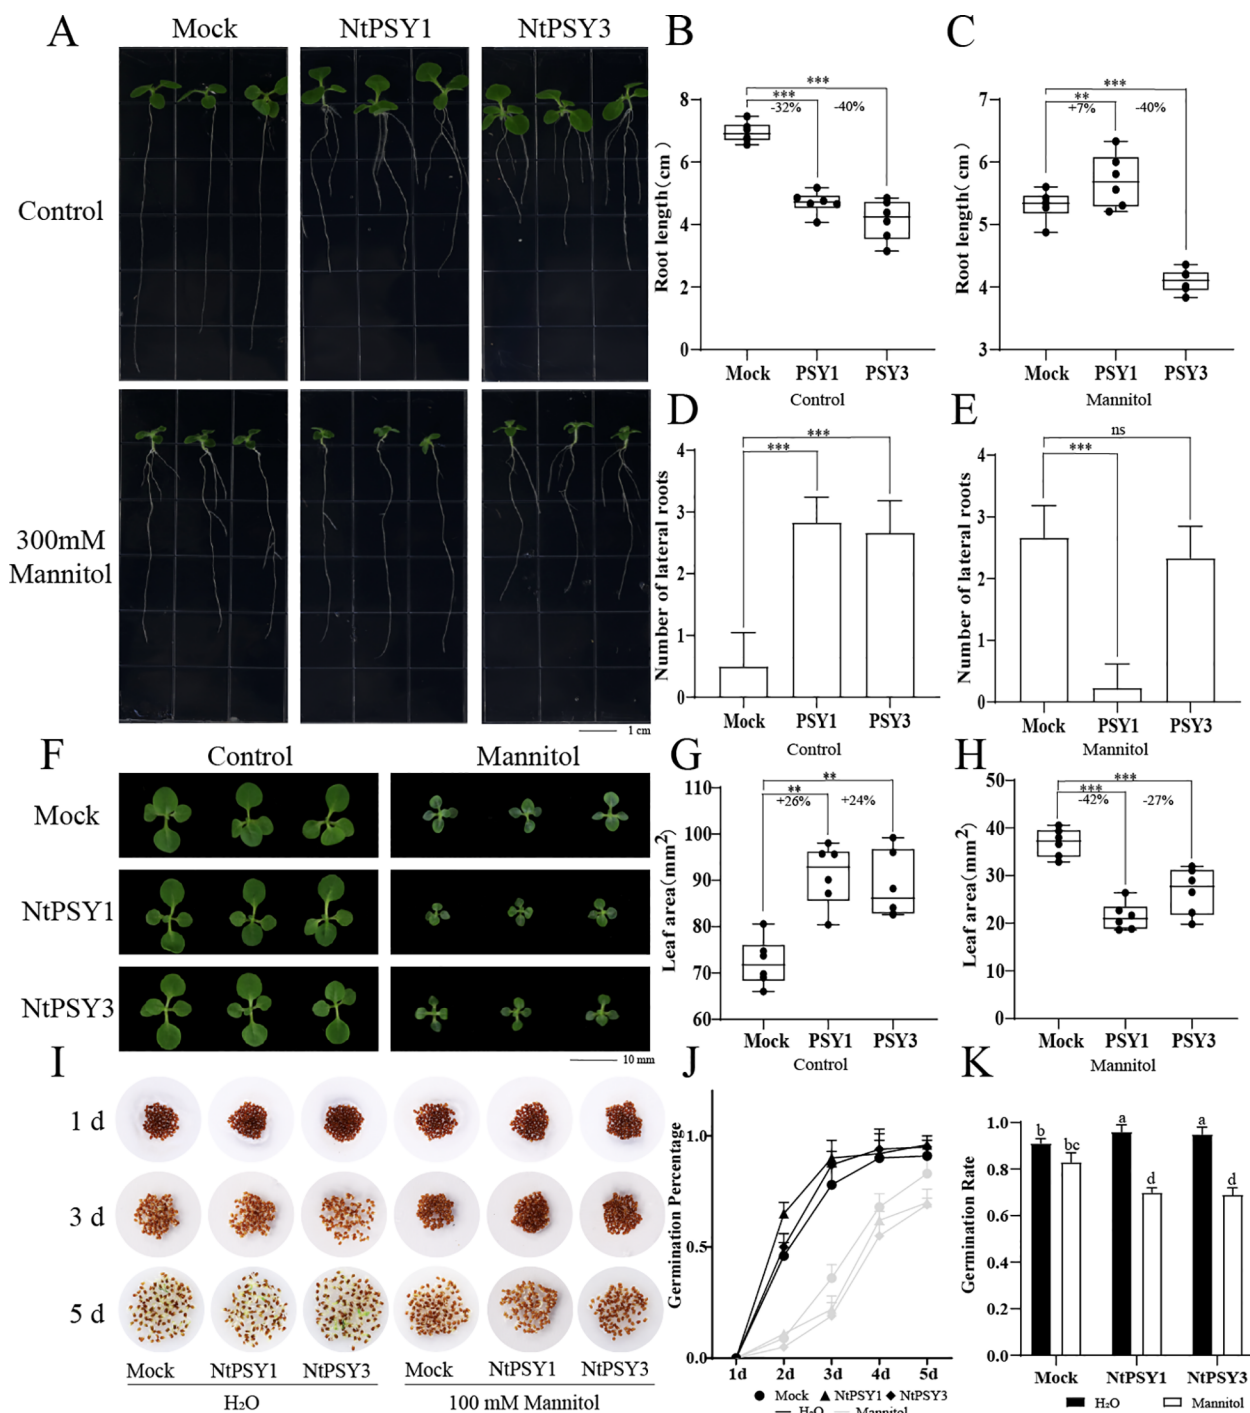 A
Mock
NtPSY1
NtPSY3
Control
300mM
Mannitol
1 cm
B
***
***
-32%
-40%
Root length(cm)
8
6
4
2
0
Mock
PSY1
PSY3
Control
C
***
**
+7%
-40%
Root length(cm)
7
6
5
4
3
Mock
PSY1
PSY3
Mannitol
D
***
***
Number of lateral roots
4
3
2
1
0
Mock
PSY1
PSY3
Control
E
ns
***
Number of lateral roots
4
3
2
1
0
Mock
PSY1
PSY3
Mannitol
F
Control
Mannitol
Mock
NtPSY1
NtPSY3
10 mm
G
**
**
+26%
+24%
Leaf area(mm²)
110
100
90
80
70
60
Mock
PSY1
PSY3
Control
H
***
***
-42%
-27%
Leaf area(mm²)
50
40
30
20
10
0
Mock
PSY1
PSY3
Mannitol
I
1 d
3 d
5 d
Mock
NtPSY1
NtPSY3
Mock
NtPSY1
NtPSY3
H₂O
100 mM Mannitol
J
Germination Percentage
1.0
0.5
0.0
1d
2d
3d
4d
5d
Mock
NtPSY1
NtPSY3
H₂O
Mannitol
K
Germination Rate
1.0
0.8
0.6
0.4
0.2
0.0
b
bc
a
d
a
d
Mock
NtPSY1
NtPSY3
H₂O
Mannitol